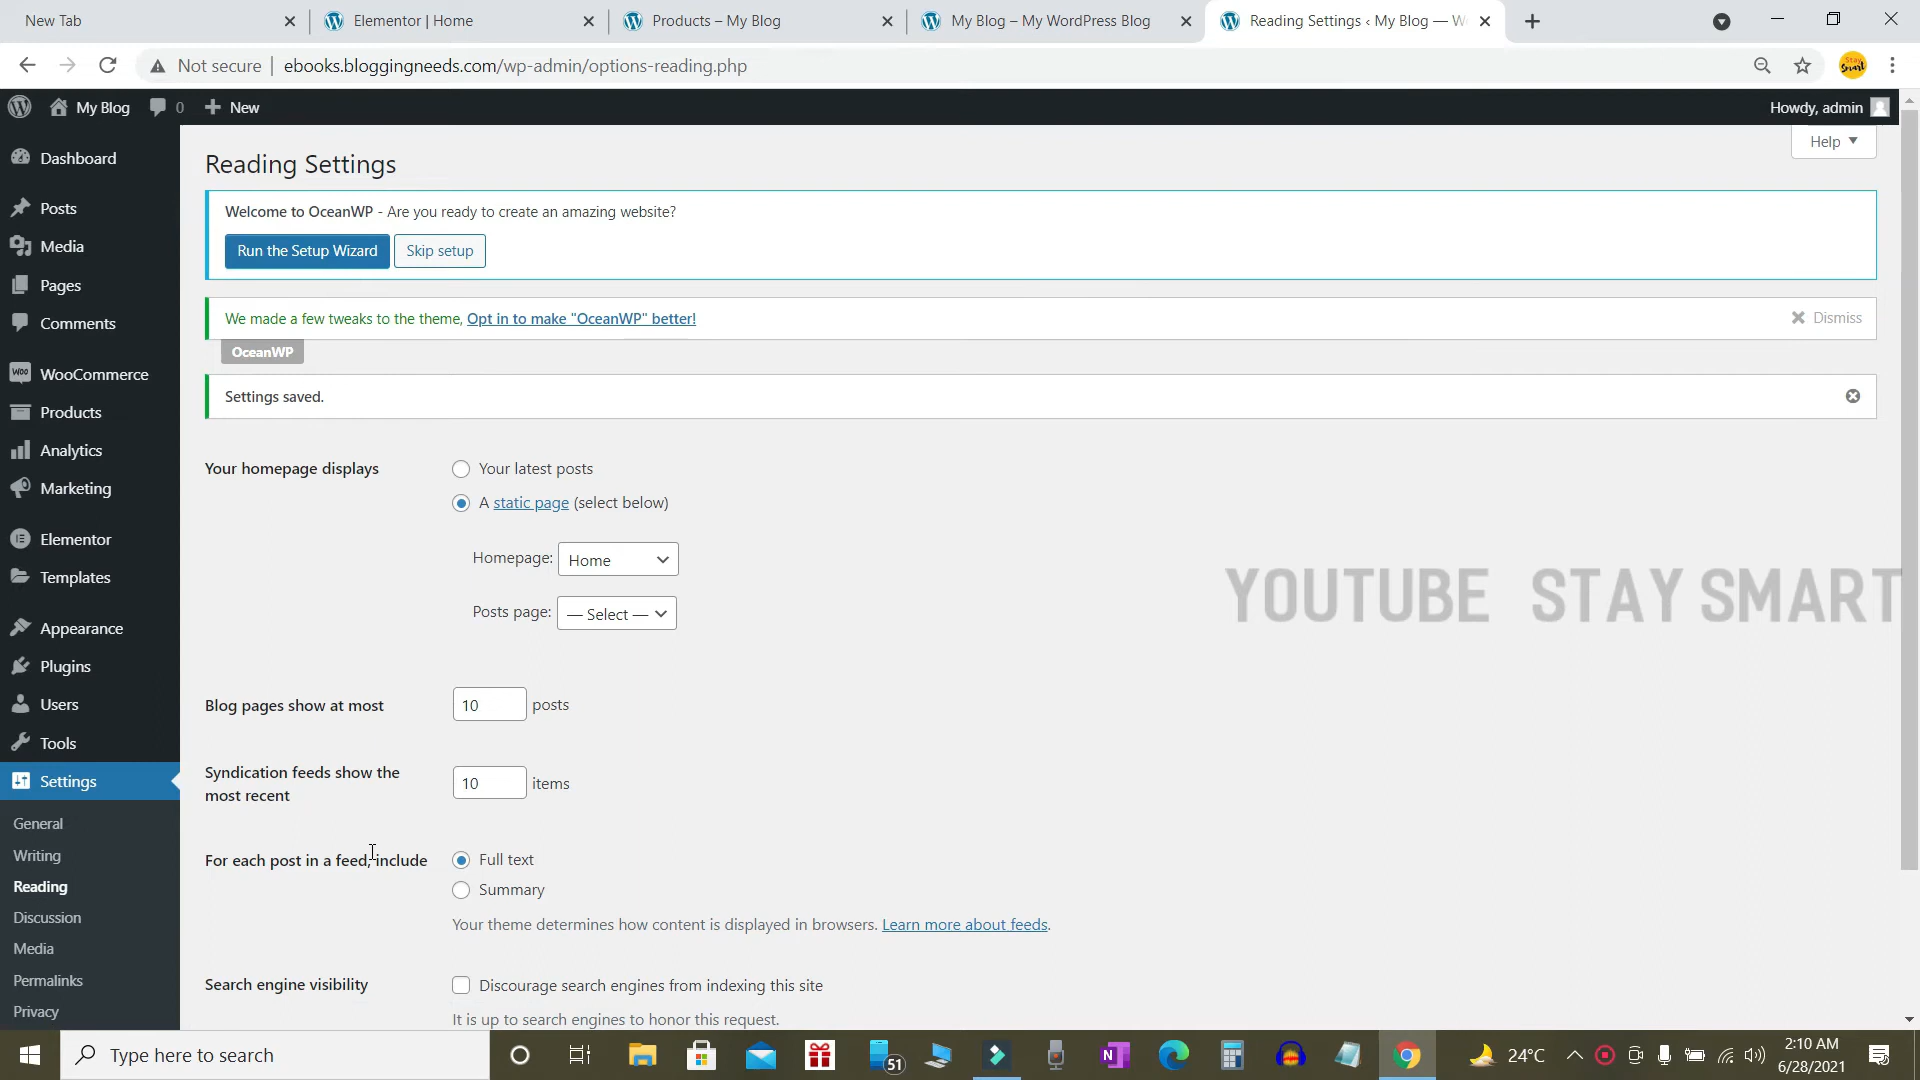 New Tab
Elementor | Home
Products – My Blog
My Blog – My WordPress Blog
Reading Settings ‹ My Blog — W
Not secure
ebooks.bloggingneeds.com/wp-admin/options-reading.php
My Blog
0
New
Howdy, admin
Help
Dashboard
Posts
Media
Pages
Comments
WooCommerce
Products
Analytics
Marketing
Elementor
Templates
Appearance
Plugins
Users
Tools
Settings
General
Writing
Reading
Discussion
Media
Permalinks
Privacy
Reading Settings
Welcome to OceanWP - Are you ready to create an amazing website?
Run the Setup Wizard
Skip setup
We made a few tweaks to the theme, Opt in to make "OceanWP" better!
Dismiss
OceanWP
Settings saved.
Your homepage displays
Your latest posts
A static page (select below)
Homepage: Home
Posts page: — Select —
YOUTUBE STAY SMART
Blog pages show at most
10 posts
Syndication feeds show the
most recent
10 items
For each post in a feed, include
Full text
Summary
Your theme determines how content is displayed in browsers. Learn more about feeds.
Search engine visibility
Discourage search engines from indexing this site
It is up to search engines to honor this request.
Type here to search
51
24°C
2:10 AM
6/28/2021